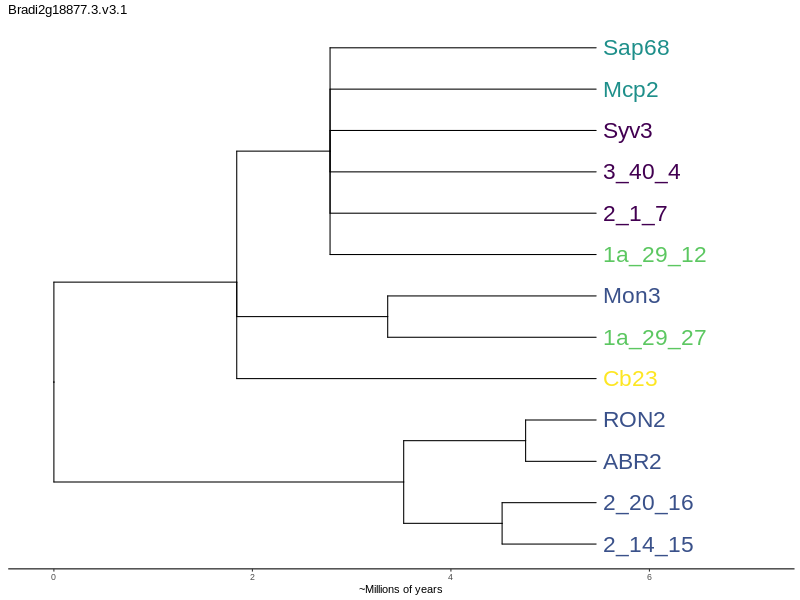 Bradi2g18877.3.v3.1
Sap68
Mcp2
Syv3
3_40_4
2_1_7
1a_29_12
Mon3
1a_29_27
Cb23
RON2
ABR2
2_20_16
2_14_15
0 2 4 6
~Millions of years